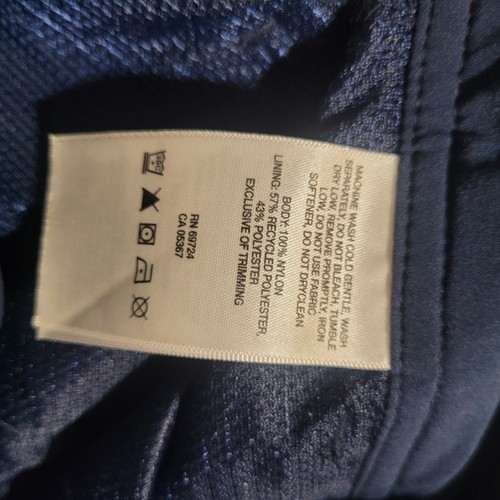 MACHINE WASH COLD GENTLE, WASH
SEPARATELY, DO NOT BLEACH, TUMBLE
DRY LOW, REMOVE PROMPTLY, IRON
LOW, DO NOT USE FABRIC
SOFTENER, DO NOT DRYCLEAN
BODY: 100% NYLON
LINING: 57% RECYCLED POLYESTER,
43% POLYESTER
EXCLUSIVE OF TRIMMING
RN 69724
CA 05367